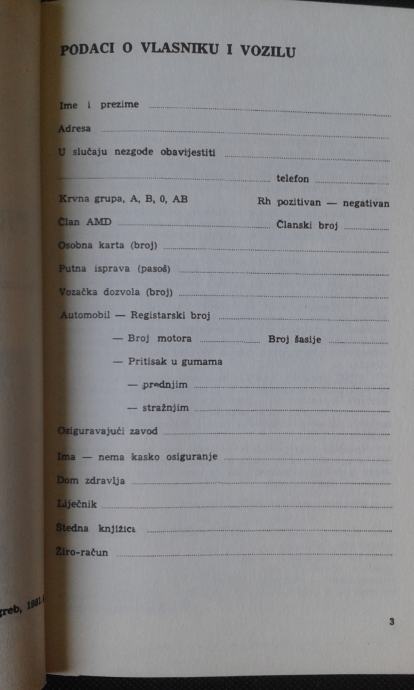 PODACI O VLASNIKU I VOZILU
Ime i prezime
Adresa
U slučaju nezgode obavijestiti
telefon
Krvna grupa, A, B, 0, AB Rh pozitivan — negativan
Član AMD Članski broj
Osobna karta (broj)
Putna isprava (pasoš)
Vozačka dozvola (broj)
Automobil — Registarski broj
— Broj motora Broj šasije
— Pritisak u gumama
— prednjim
— stražnjim
Osiguravajući zavod
Ima — nema kasko osiguranje
Dom zdravlja
Liječnik
Štedna knjižica
Žiro-račun
greb, 1981
3